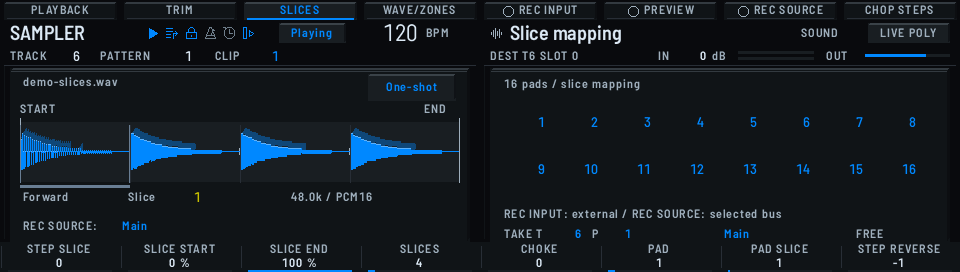 PLAYBACK TRIM SLICES WAVE/ZONES REC INPUT PREVIEW REC SOURCE CHOP STEPS
SAMPLER Playing 120 BPM Slice mapping SOUND LIVE POLY
TRACK 6 PATTERN 1 CLIP 1 DEST T6 SLOT 0 IN 0 dB OUT
demo-slices.wav One-shot
START END
Forward Slice 1 48.0k / PCM16
REC SOURCE: Main
16 pads / slice mapping
1 2 3 4 5 6 7 8
9 10 11 12 13 14 15 16
REC INPUT: external / REC SOURCE: selected bus
TAKE T 6 P 1 Main FREE
STEP SLICE SLICE START SLICE END SLICES CHOKE PAD PAD SLICE STEP REVERSE
0 0 % 100 % 4 0 1 1 -1